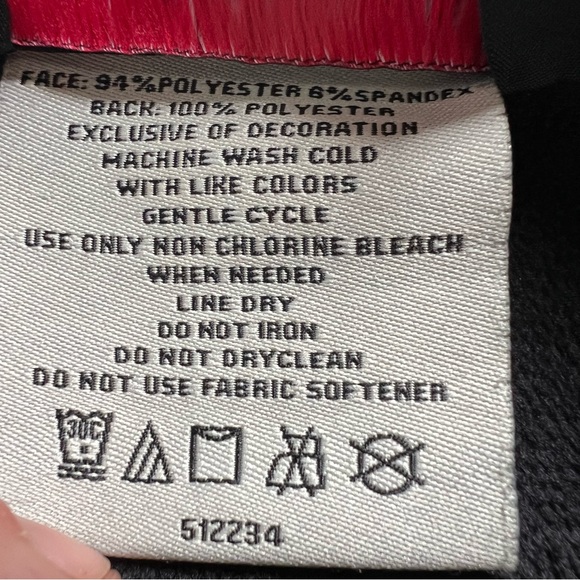 FACE: 94%POLYESTER 6%SPANDEX
BACK: 100% POLYESTER
EXCLUSIVE OF DECORATION
MACHINE WASH COLD
WITH LIKE COLORS
GENTLE CYCLE
USE ONLY NON CHLORINE BLEACH
WHEN NEEDED
LINE DRY
DO NOT IRON
DO NOT DRYCLEAN
DO NOT USE FABRIC SOFTENER
30C
512234